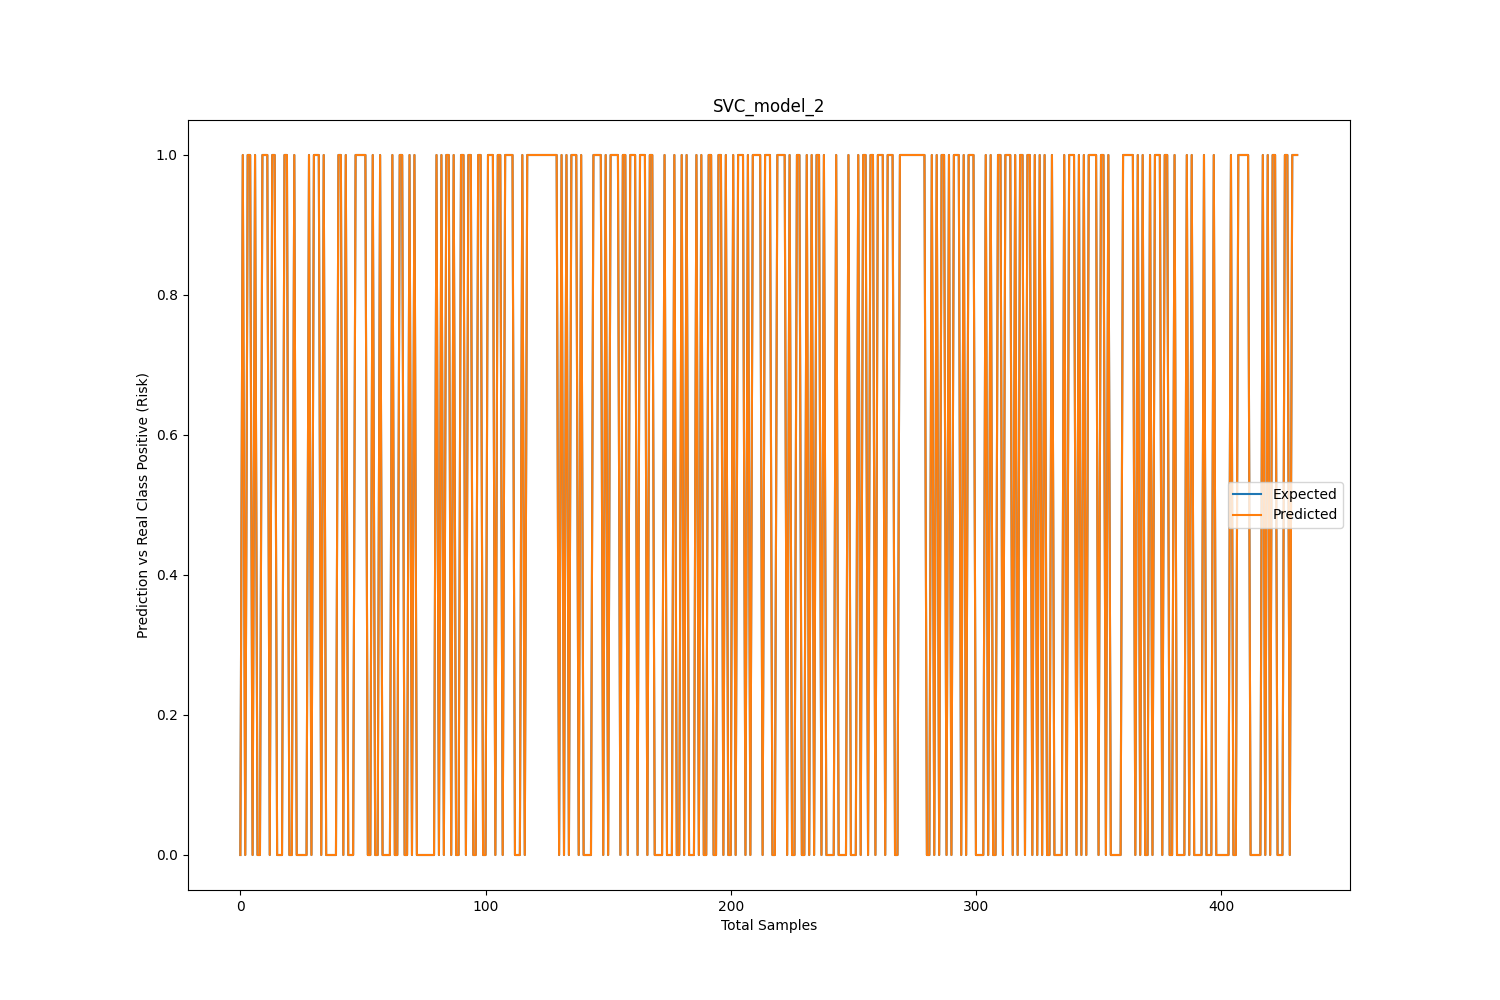 SVC_model_2
1.0
0.8
0.6
0.4
0.2
0.0
Prediction vs Real Class Positive (Risk)
Expected
Predicted
0 100 200 300 400
Total Samples